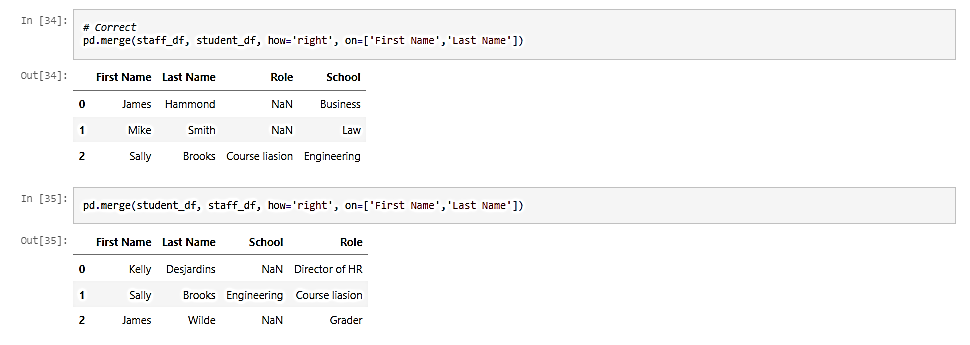 In [34]:
# Correct
pd.merge(staff_df, student_df, how='right', on=['First Name','Last Name'])
Out[34]:
First Name Last Name Role School
0 James Hammond NaN Business
1 Mike Smith NaN Law
2 Sally Brooks Course liasion Engineering
In [35]:
pd.merge(student_df, staff_df, how='right', on=['First Name','Last Name'])
Out[35]:
First Name Last Name School Role
0 Kelly Desjardins NaN Director of HR
1 Sally Brooks Engineering Course liasion
2 James Wilde NaN Grader